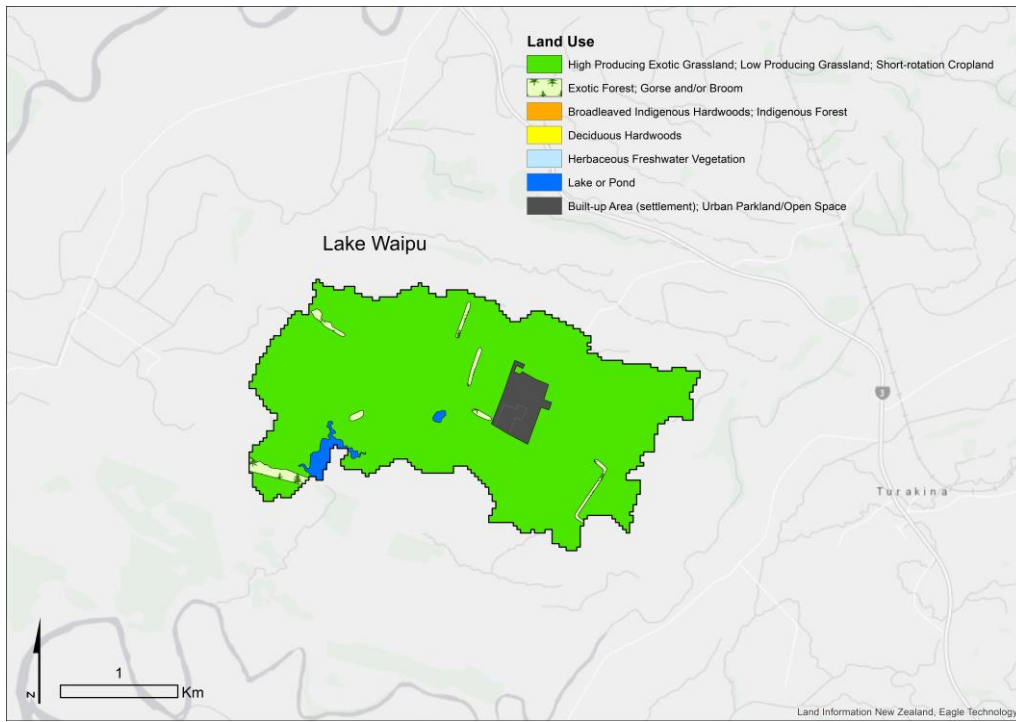 Land Use
High Producing Exotic Grassland; Low Producing Grassland; Short-rotation Cropland
Exotic Forest; Gorse and/or Broom
Broadleaved Indigenous Hardwoods; Indigenous Forest
Deciduous Hardwoods
Herbaceous Freshwater Vegetation
Lake or Pond
Built-up Area (settlement); Urban Parkland/Open Space
Lake Waipu
3
Turakina
N
1
Km
Land Information New Zealand, Eagle Technology